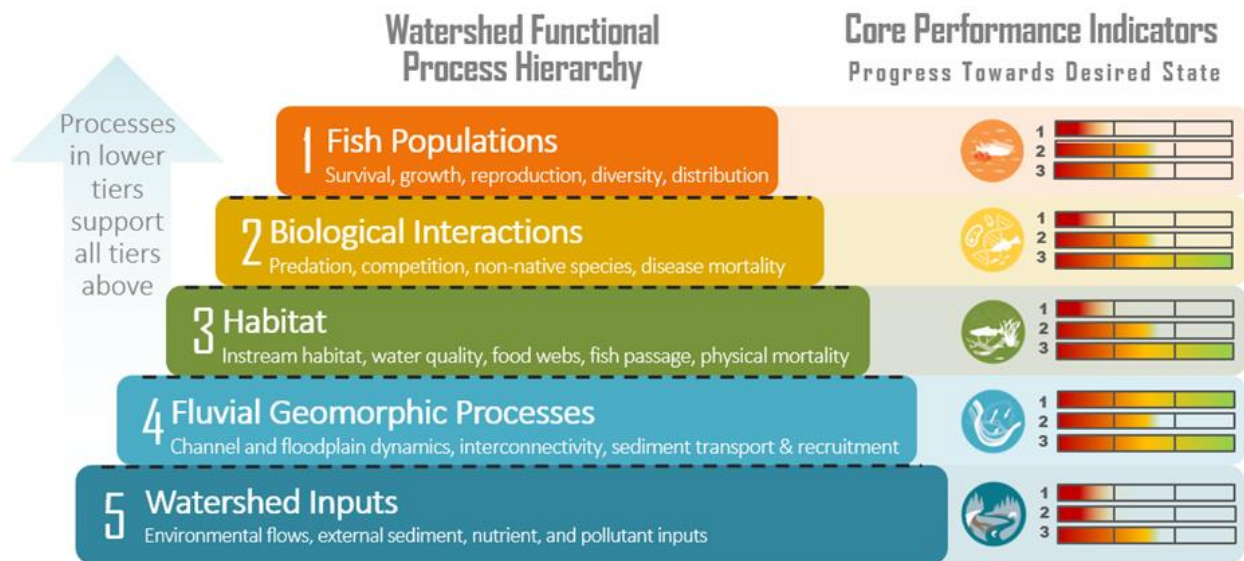 Watershed Functional
Process Hierarchy
Core Performance Indicators
Progress Towards Desired State
Processes
in lower
tiers
support
all tiers
above
1 Fish Populations
Survival, growth, reproduction, diversity, distribution
1
2
3
2 Biological Interactions
Predation, competition, non-native species, disease mortality
1
2
3
3 Habitat
Instream habitat, water quality, food webs, fish passage, physical mortality
1
2
3
4 Fluvial Geomorphic Processes
Channel and floodplain dynamics, interconnectivity, sediment transport & recruitment
1
2
3
5 Watershed Inputs
Environmental flows, external sediment, nutrient, and pollutant inputs
1
2
3